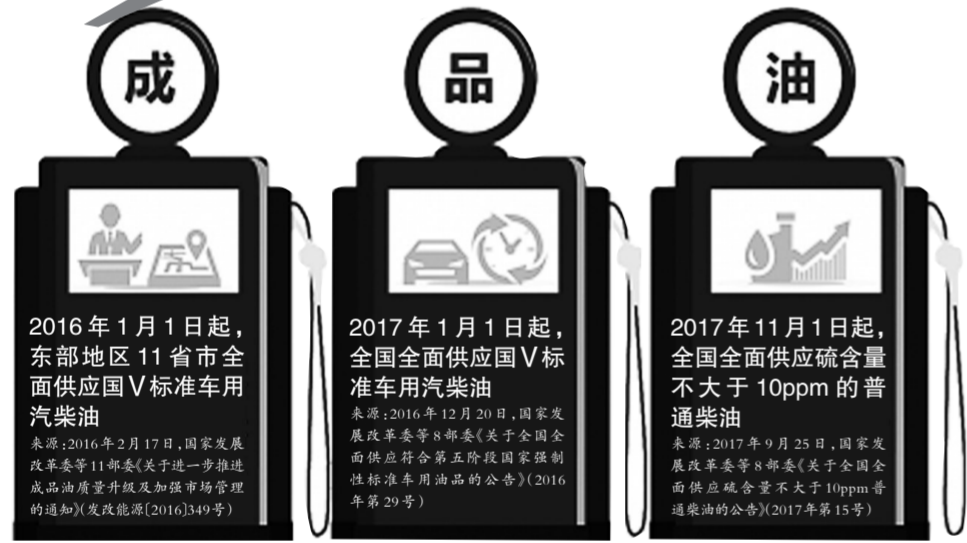 成
品
油
2016年1月1日起，
东部地区11省市全
面供应国Ⅴ标准车用
汽柴油
来源:2016年2月17日,国家发展
改革委等11部委《关于进一步推进
成品油质量升级及加强市场管理
的通知》(发改能源[2016]349号)
2017年1月1日起，
全国全面供应国Ⅴ标
准车用汽柴油
来源:2016年12月20日,国家发
展改革委等8部委《关于全国全
面供应符合第五阶段国家强制
性标准车用油品的公告》(2016
年第29号)
2017年11月1日起，
全国全面供应硫含量
不大于10ppm的普
通柴油
来源:2017年9月25日,国家发
展改革委等8部委《关于全国全
面供应硫含量不大于10ppm普
通柴油的公告》(2017年第15号)